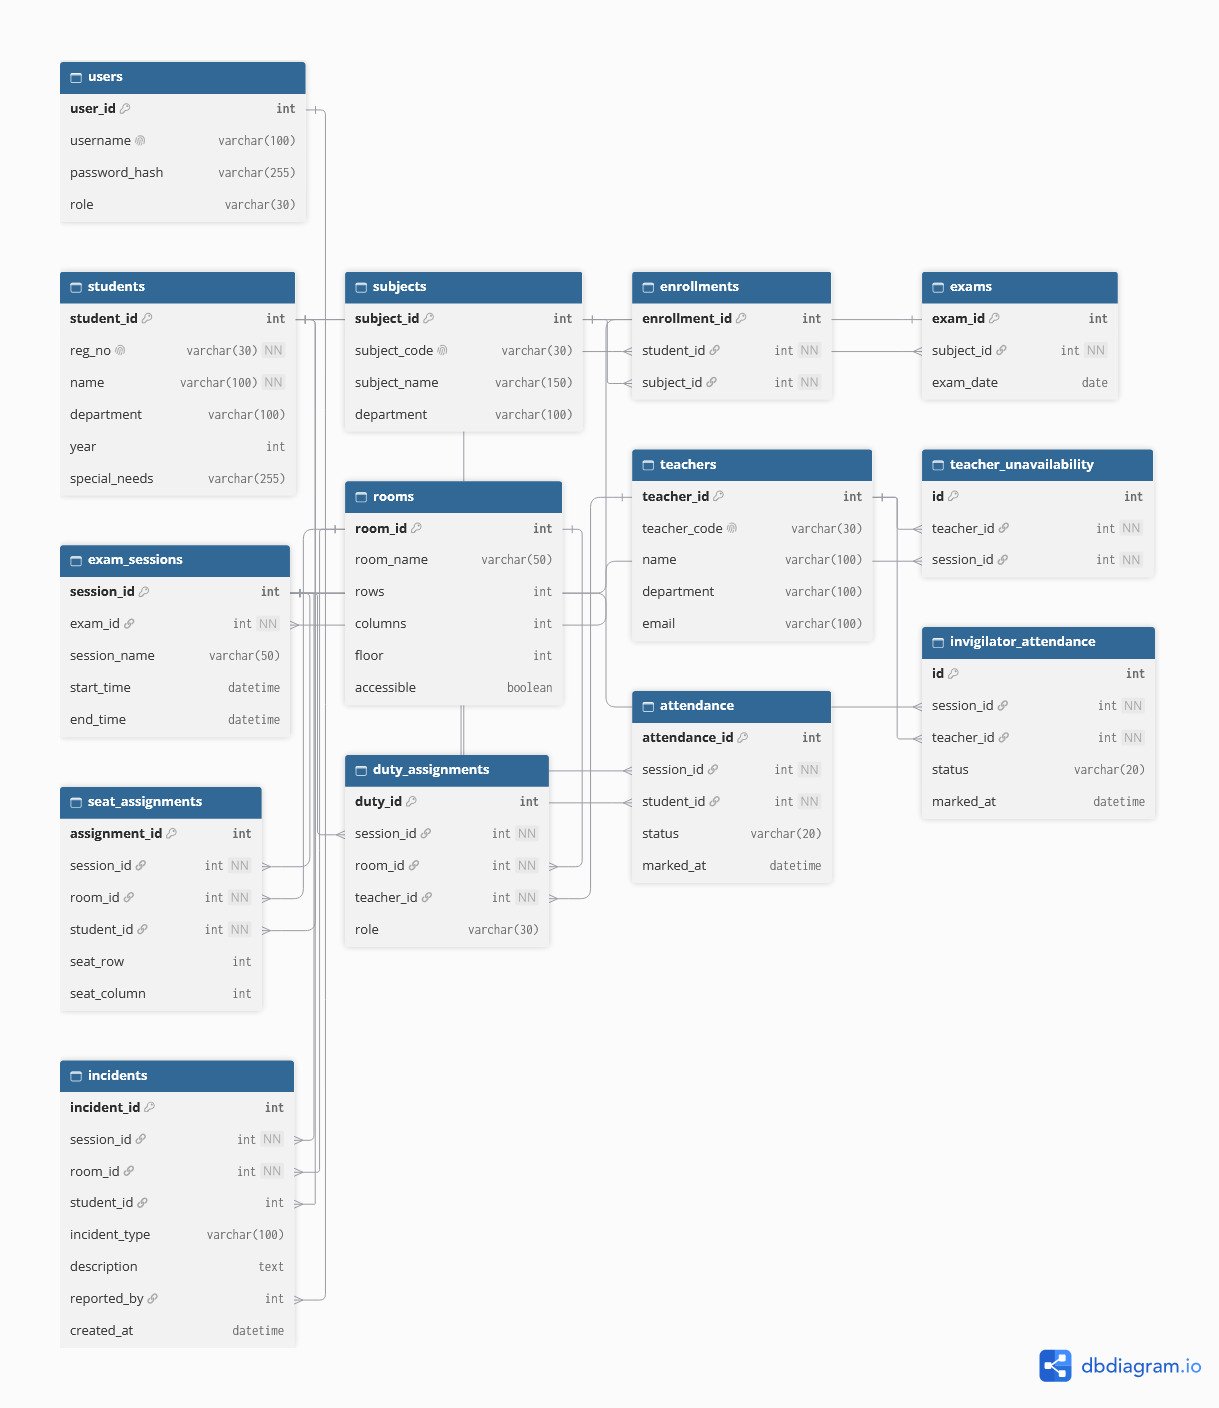 users
user_id int
username varchar(100)
password_hash varchar(255)
role varchar(30)
students
student_id int
reg_no varchar(30) NN
name varchar(100) NN
department varchar(100)
year int
special_needs varchar(255)
subjects
subject_id int
subject_code varchar(30)
subject_name varchar(150)
department varchar(100)
enrollments
enrollment_id int
student_id int NN
subject_id int NN
exams
exam_id int
subject_id int NN
exam_date date
teachers
teacher_id int
teacher_code varchar(30)
name varchar(100)
department varchar(100)
email varchar(100)
teacher_unavailability
id int
teacher_id int NN
session_id int NN
rooms
room_id int
room_name varchar(50)
rows int
columns int
floor int
accessible boolean
exam_sessions
session_id int
exam_id int NN
session_name varchar(50)
start_time datetime
end_time datetime
invigilator_attendance
id int
session_id int NN
teacher_id int NN
status varchar(20)
marked_at datetime
attendance
attendance_id int
session_id int NN
student_id int NN
status varchar(20)
marked_at datetime
duty_assignments
duty_id int
session_id int NN
room_id int NN
teacher_id int NN
role varchar(30)
seat_assignments
assignment_id int
session_id int NN
room_id int NN
student_id int NN
seat_row int
seat_column int
incidents
incident_id int
session_id int NN
room_id int NN
student_id int
incident_type varchar(100)
description text
reported_by int
created_at datetime
dbdiagram.io